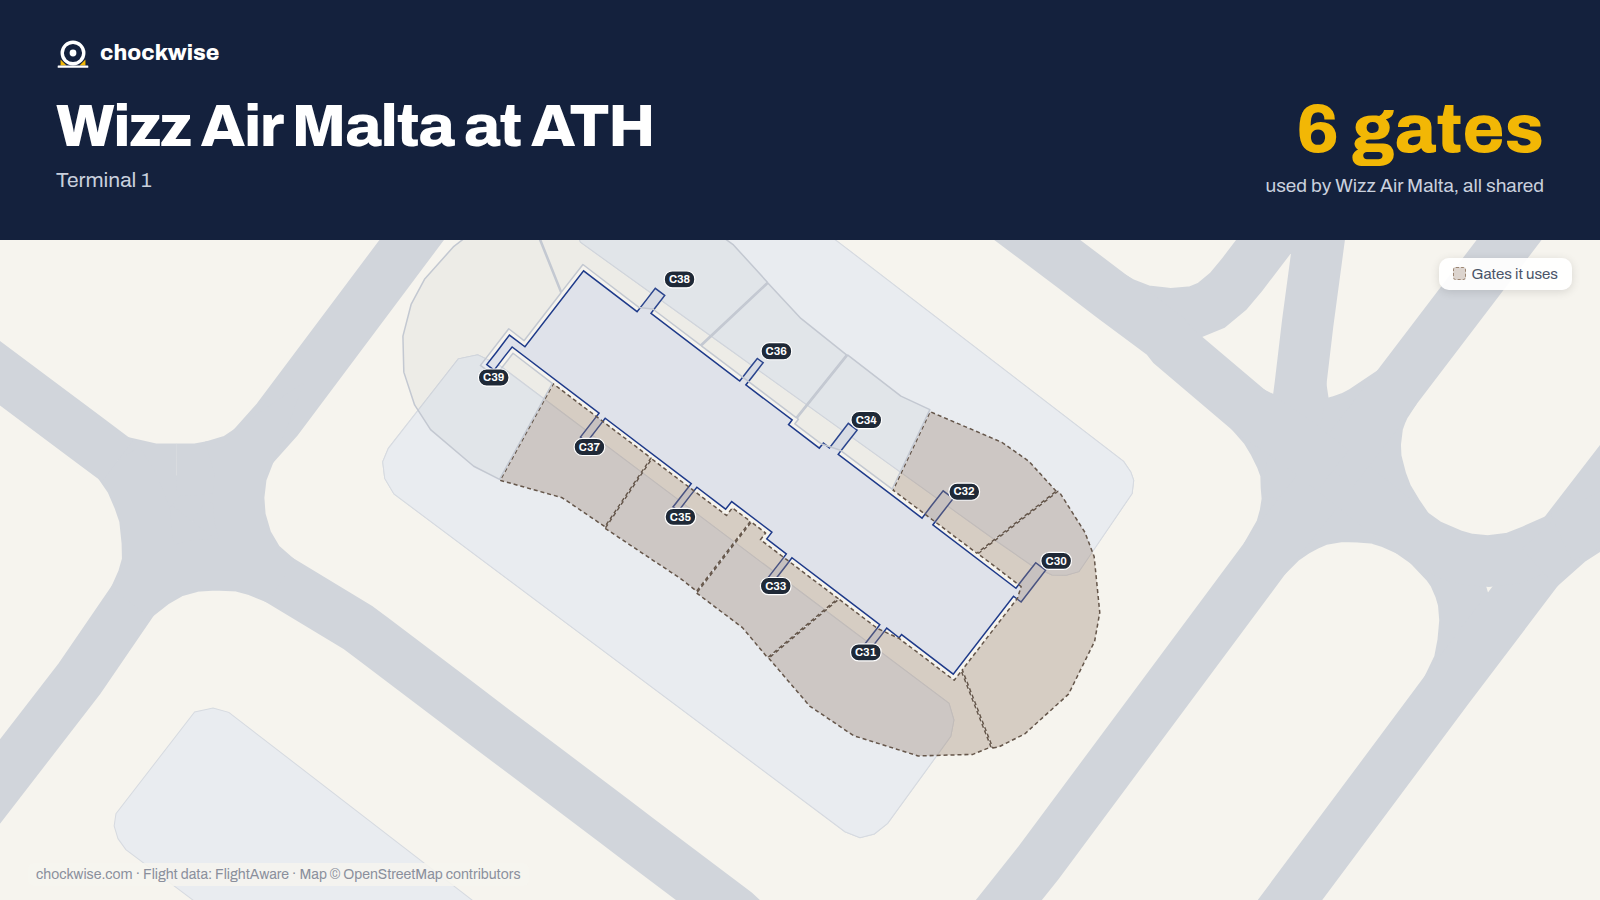 chockwise
Wizz Air Malta at ATH
Terminal 1
6 gates
used by Wizz Air Malta, all shared
Gates it uses
C38
C36
C39
C34
C37
C32
C35
C30
C33
C31
chockwise.com · Flight data: FlightAware · Map © OpenStreetMap contributors